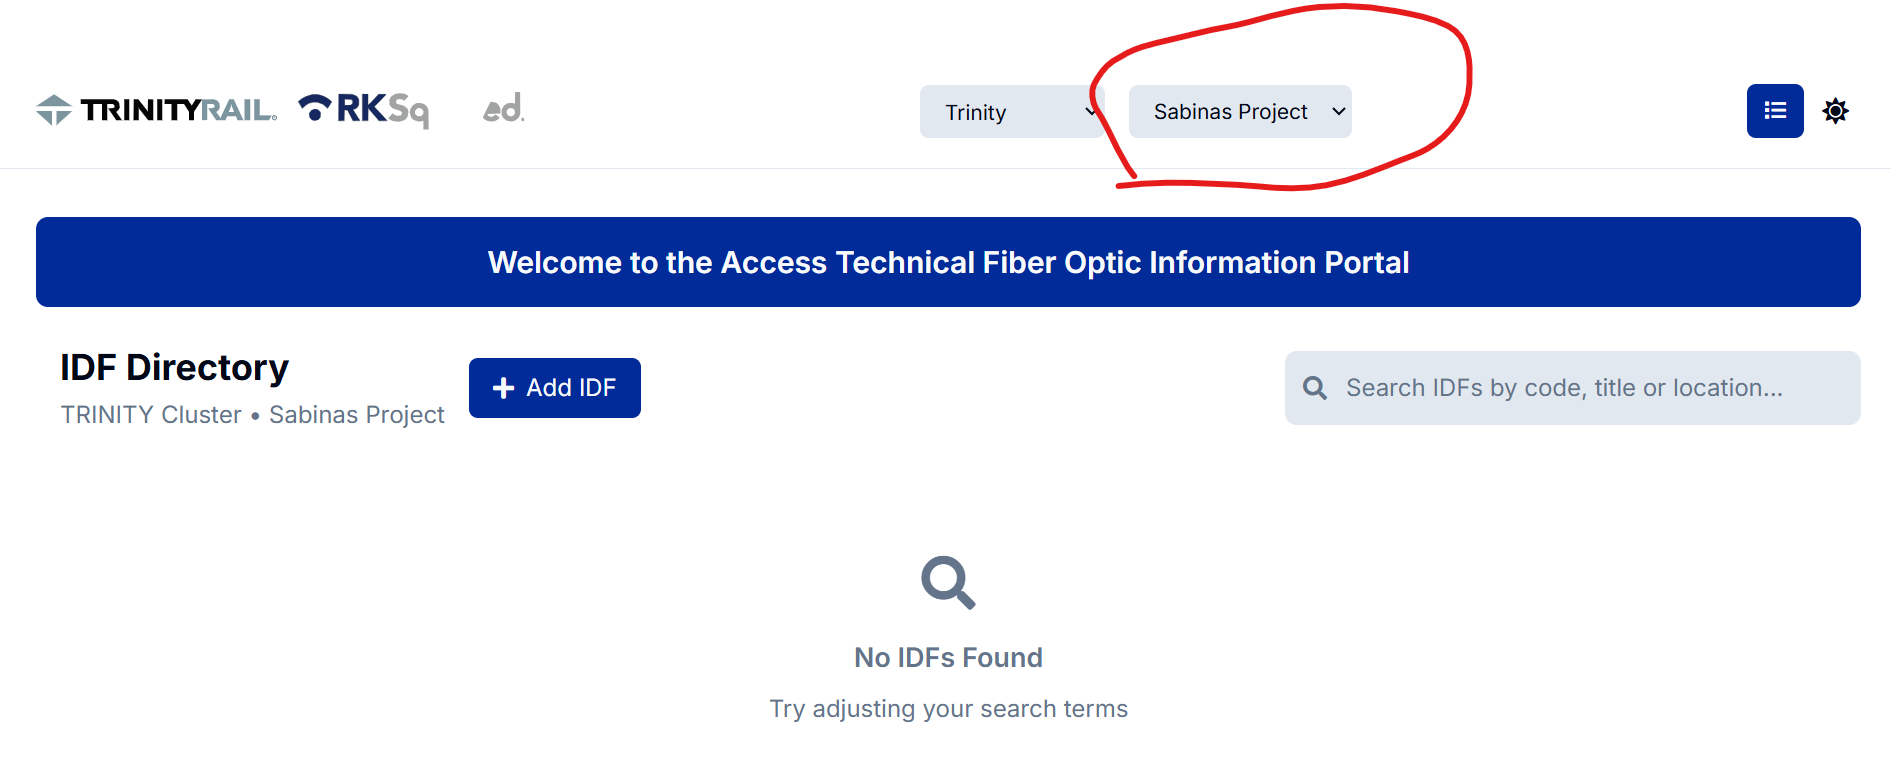 TRINITYRAIL
RKSq
ed.
Trinity
Sabinas Project
Welcome to the Access Technical Fiber Optic Information Portal
IDF Directory
TRINITY Cluster • Sabinas Project
Add IDF
Search IDFs by code, title or location...
No IDFs Found
Try adjusting your search terms